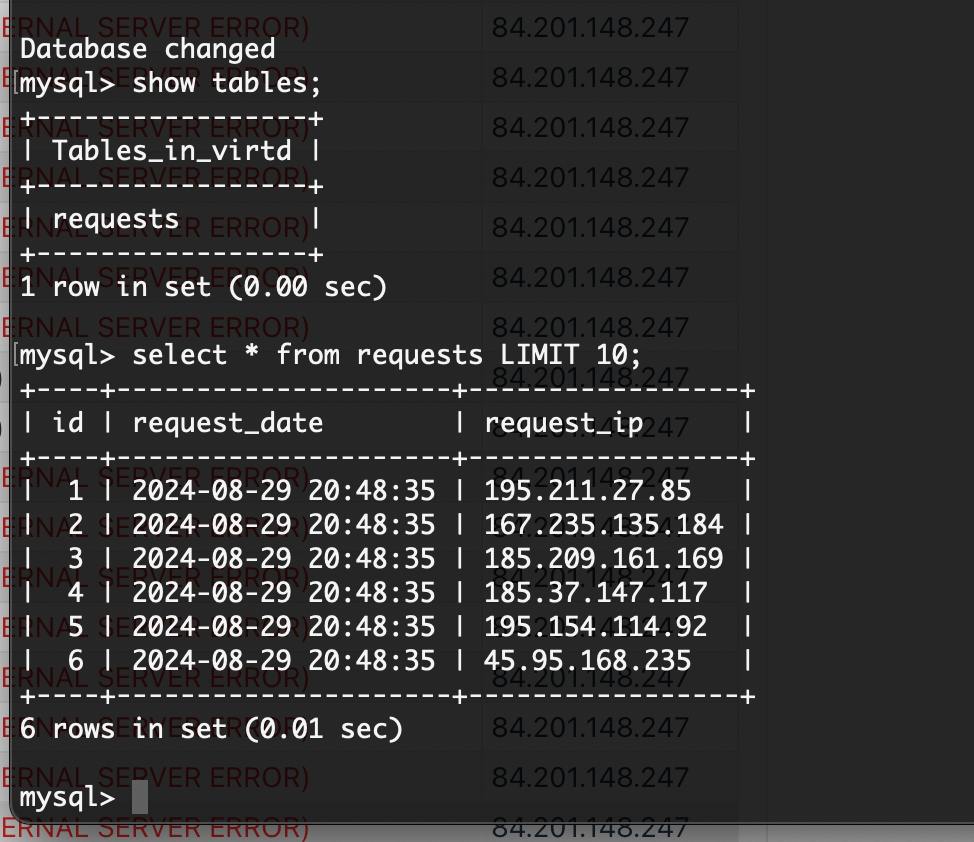 Database changed
mysql> show tables;
+-----------------+
| Tables_in_virtd |
+-----------------+
| requests        |
+-----------------+
1 row in set (0.00 sec)
mysql> select * from requests LIMIT 10;
+----+---------------------+-----------------+
| id | request_date        | request_ip      |
+----+---------------------+-----------------+
|  1 | 2024-08-29 20:48:35 | 195.211.27.85   |
|  2 | 2024-08-29 20:48:35 | 167.235.135.184 |
|  3 | 2024-08-29 20:48:35 | 185.209.161.169 |
|  4 | 2024-08-29 20:48:35 | 185.37.147.117  |
|  5 | 2024-08-29 20:48:35 | 195.154.114.92  |
|  6 | 2024-08-29 20:48:35 | 45.95.168.235   |
+----+---------------------+-----------------+
6 rows in set (0.01 sec)
mysql>
ERNAL SERVER ERROR) 84.201.148.247
ERNAL SERVER ERROR) 84.201.148.247
ERNAL SERVER ERROR) 84.201.148.247
ERNAL SERVER ERROR) 84.201.148.247
ERNAL SERVER ERROR) 84.201.148.247
ERNAL SERVER ERROR) 84.201.148.247
ERNAL SERVER ERROR) 84.201.148.247
84.201.148.247
84.201.148.247
ERNAL SERVER ERROR) 84.201.148.247
ERNAL SERVER ERROR) 84.201.148.247
ERNAL SERVER ERROR) 84.201.148.247
ERNAL SERVER ERROR) 84.201.148.247
ERNAL SERVER ERROR) 84.201.148.247
ERNAL SERVER ERROR) 84.201.148.247
ERNAL SERVER ERROR) 84.201.148.247
ERNAL SERVER ERROR) 84.201.148.247